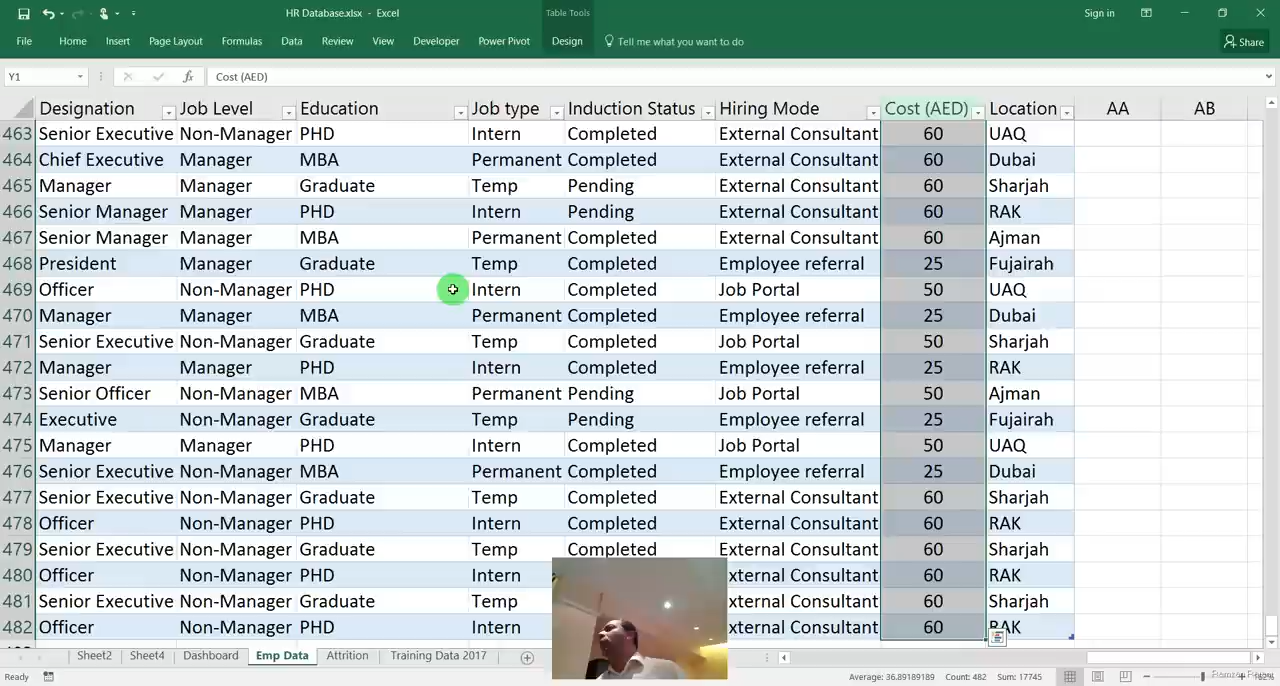 HR Database.xlsx - Excel
Table Tools
Sign in
File Home Insert Page Layout Formulas Data Review View Developer Power Pivot Design Tell me what you want to do Share
Y1 fx Cost (AED)
Designation Job Level Education Job type Induction Status Hiring Mode Cost (AED) Location AA AB
463 Senior Executive Non-Manager PHD Intern Completed External Consultant 60 UAQ
464 Chief Executive Manager MBA Permanent Completed External Consultant 60 Dubai
465 Manager Manager Graduate Temp Pending External Consultant 60 Sharjah
466 Senior Manager Manager PHD Intern Pending External Consultant 60 RAK
467 Senior Manager Manager MBA Permanent Completed External Consultant 60 Ajman
468 President Manager Graduate Temp Completed Employee referral 25 Fujairah
469 Officer Non-Manager PHD Intern Completed Job Portal 50 UAQ
470 Manager Manager MBA Permanent Completed Employee referral 25 Dubai
471 Senior Executive Non-Manager Graduate Temp Completed Job Portal 50 Sharjah
472 Manager Manager PHD Intern Completed Employee referral 25 RAK
473 Senior Officer Non-Manager MBA Permanent Pending Job Portal 50 Ajman
474 Executive Non-Manager Graduate Temp Pending Employee referral 25 Fujairah
475 Manager Manager PHD Intern Completed Job Portal 50 UAQ
476 Senior Executive Non-Manager MBA Permanent Completed Employee referral 25 Dubai
477 Senior Executive Non-Manager Graduate Temp Completed External Consultant 60 Sharjah
478 Officer Non-Manager PHD Intern Completed External Consultant 60 RAK
479 Senior Executive Non-Manager Graduate Temp Completed External Consultant 60 Sharjah
480 Officer Non-Manager PHD Intern xternal Consultant 60 RAK
481 Senior Executive Non-Manager Graduate Temp xternal Consultant 60 Sharjah
482 Officer Non-Manager PHD Intern xternal Consultant 60 RAK
Sheet2 Sheet4 Dashboard Emp Data Attrition Training Data 2017
Ready Average: 36.89189189 Count: 482 Sum: 17745